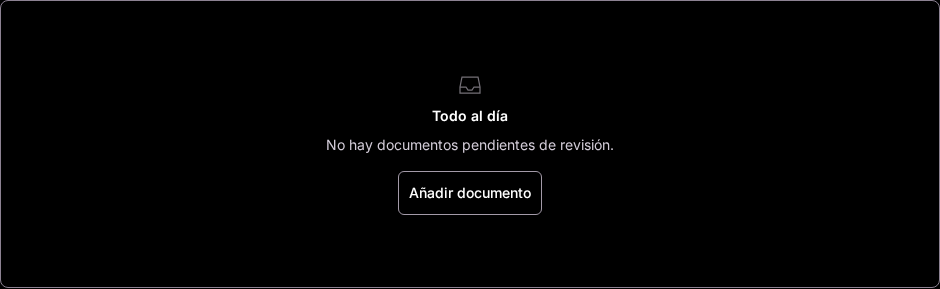 Todo al día
No hay documentos pendientes de revisión.
Añadir documento